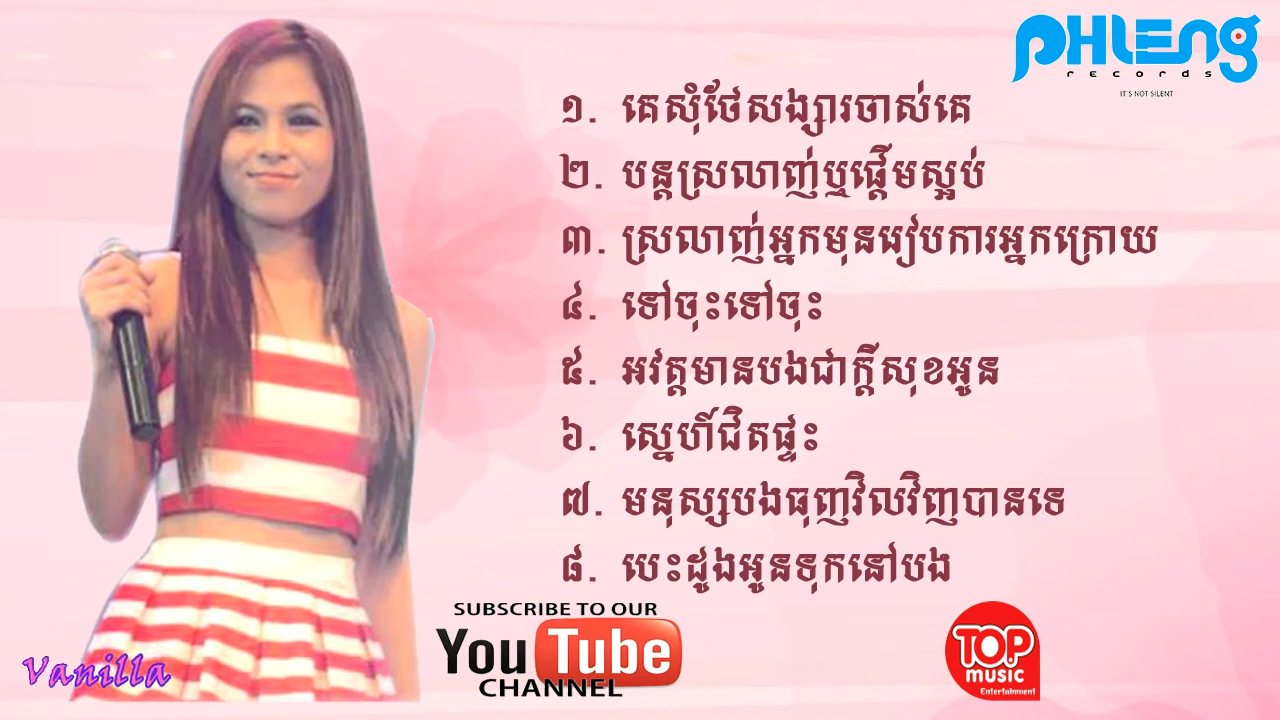 PHLENG
records
IT'S NOT SILENT
១. គេសុំថែសង្សារចាស់គេ
២. បន្តស្រលាញ់ឬផ្តើមស្អប់
៣. ស្រលាញ់អ្នកមុនរៀបការអ្នកក្រោយ
៤. ទៅចុះទៅចុះ
៥. អវត្តមានបងជាក្តីសុខអូន
៦. ស្នេហ៍ជិតផ្ទះ
៧. មនុស្សបងធុញវិលវិញបានទេ
៨. បេះដូងអូនទុកនៅបង
SUBSCRIBE TO OUR
YouTube
CHANNEL
TOP
MUSIC
Entertainment
Vanilla